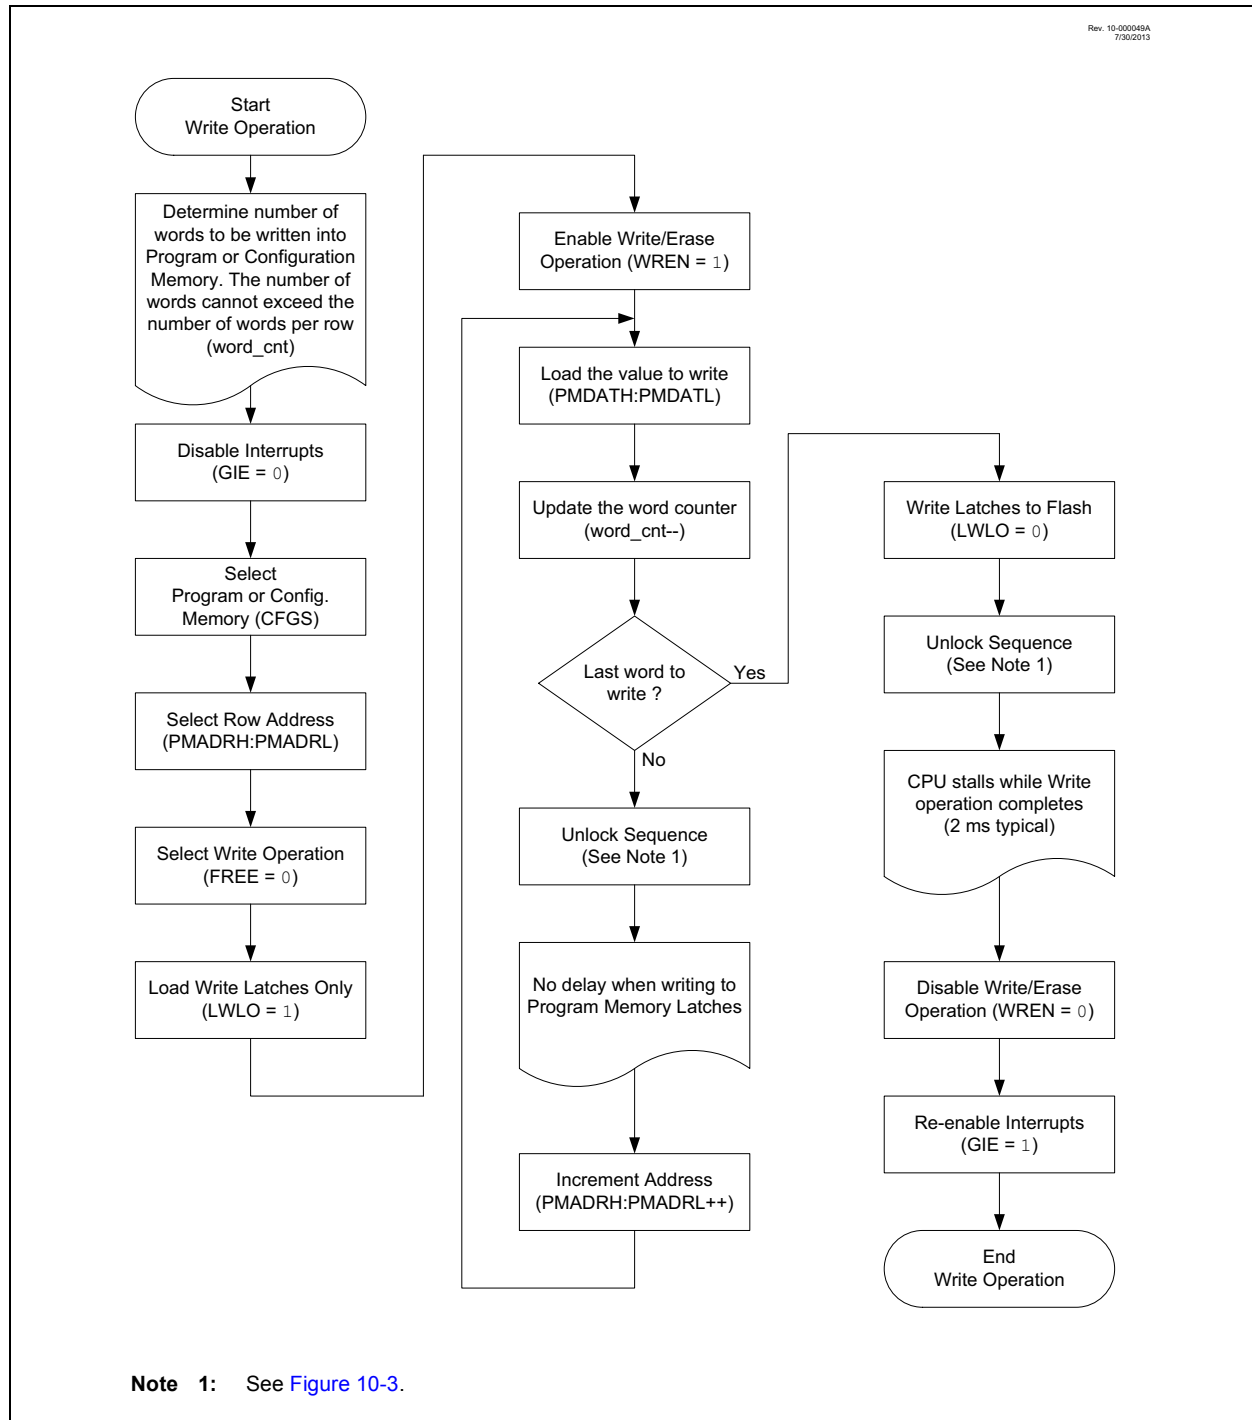 Rev. 10-000049A
7/30/2013
Start
Write Operation
Determine number of
words to be written into
Program or Configuration
Memory. The number of
words cannot exceed the
number of words per row
(word_cnt)
Disable Interrupts
(GIE = 0)
Select
Program or Config.
Memory (CFGS)
Select Row Address
(PMADRH:PMADRL)
Select Write Operation
(FREE = 0)
Load Write Latches Only
(LWLO = 1)
Enable Write/Erase
Operation (WREN = 1)
Load the value to write
(PMDATH:PMDATL)
Update the word counter
(word_cnt--)
Last word to
write ?
Yes
No
Unlock Sequence
(See Note 1)
No delay when writing to
Program Memory Latches
Increment Address
(PMADRH:PMADRL++)
Write Latches to Flash
(LWLO = 0)
Unlock Sequence
(See Note 1)
CPU stalls while Write
operation completes
(2 ms typical)
Disable Write/Erase
Operation (WREN = 0)
Re-enable Interrupts
(GIE = 1)
End
Write Operation
Note 1: See Figure 10-3.